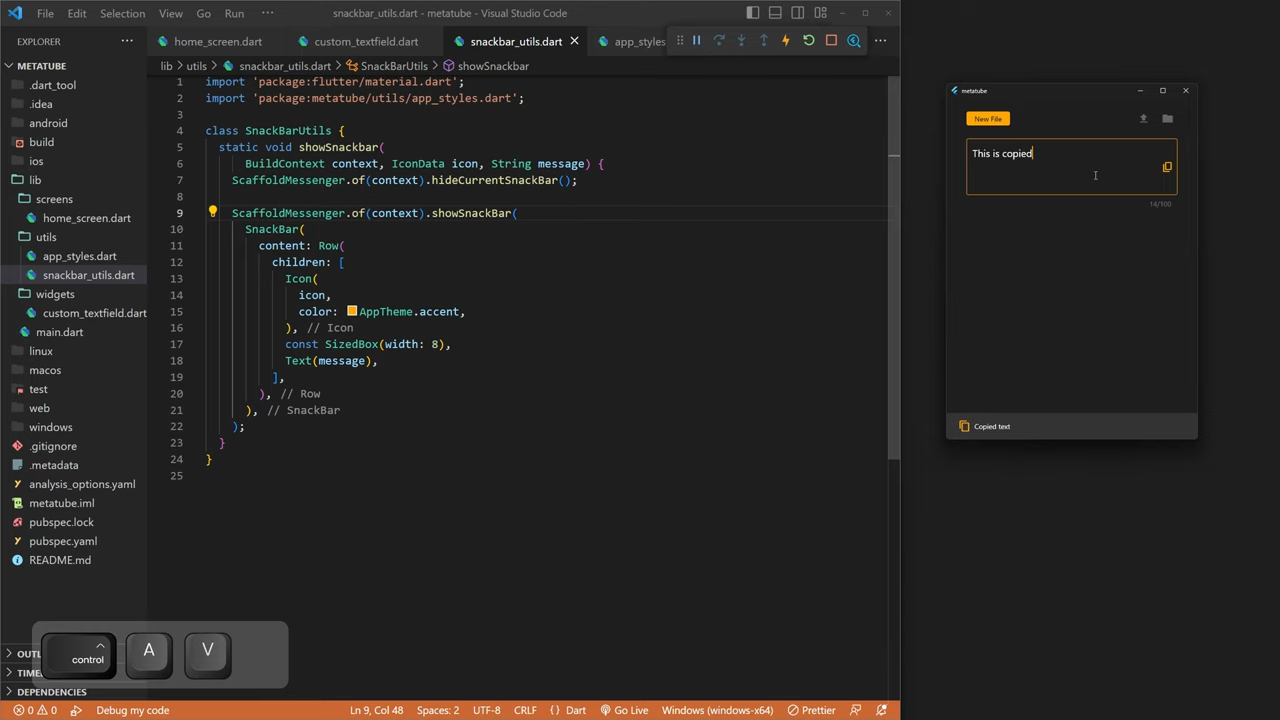 File Edit Selection View Go Run ··· snackbar_utils.dart - metatube - Visual Studio Code
EXPLORER ···
home_screen.dart custom_textfield.dart snackbar_utils.dart app_styles
METATUBE
.dart_tool
.idea
android
build
ios
lib
screens
home_screen.dart
utils
app_styles.dart
snackbar_utils.dart
widgets
custom_textfield.dart
main.dart
linux
macos
test
web
windows
.gitignore
.metadata
analysis_options.yaml
metatube.iml
pubspec.lock
pubspec.yaml
README.md
OUTL
TIME
DEPENDENCIES
lib > utils > snackbar_utils.dart > SnackBarUtils > showSnackbar
1 import 'package:flutter/material.dart';
2 import 'package:metatube/utils/app_styles.dart';
3
4 class SnackBarUtils {
5 static void showSnackbar(
6 BuildContext context, IconData icon, String message) {
7 ScaffoldMessenger.of(context).hideCurrentSnackBar();
8
9 ScaffoldMessenger.of(context).showSnackBar(
10 SnackBar(
11 content: Row(
12 children: [
13 Icon(
14 icon,
15 color: AppTheme.accent,
16 ), // Icon
17 const SizedBox(width: 8),
18 Text(message),
19 ],
20 ), // Row
21 ), // SnackBar
22 );
23 }
24 }
25
metatube
New File
This is copied
14/100
Copied text
control A V
0 0 Debug my code Ln 9, Col 48 Spaces: 2 UTF-8 CRLF {} Dart Go Live Windows (windows-x64) Prettier